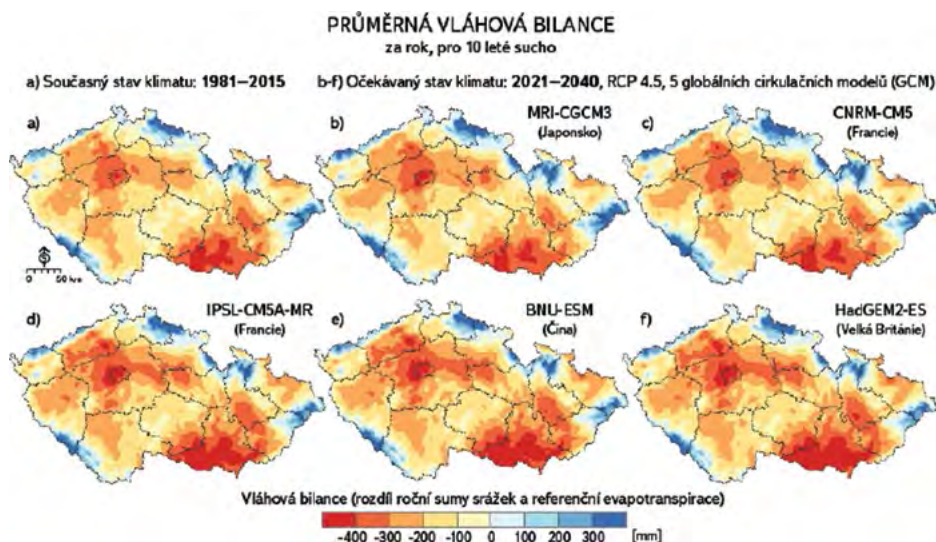 PRŮMĚRNÁ VLÁHOVÁ BILANCE
za rok, pro 10 leté sucho
a) Současný stav klimatu: 1981–2015
b-f) Očekávaný stav klimatu: 2021–2040, RCP 4.5, 5 globálních cirkulačních modelů (GCM)
a)
b)
MRI-CGCM3
(Japonsko)
c)
CNRM-CM5
(Francie)
0 50 km
d)
IPSL-CM5A-MR
(Francie)
e)
BNU-ESM
(Čína)
f)
HadGEM2-ES
(Velká Británie)
Vláhová bilance (rozdíl roční sumy srážek a referenční evapotranspirace)
-400 -300 -200 -100 0 100 200 300 [mm]